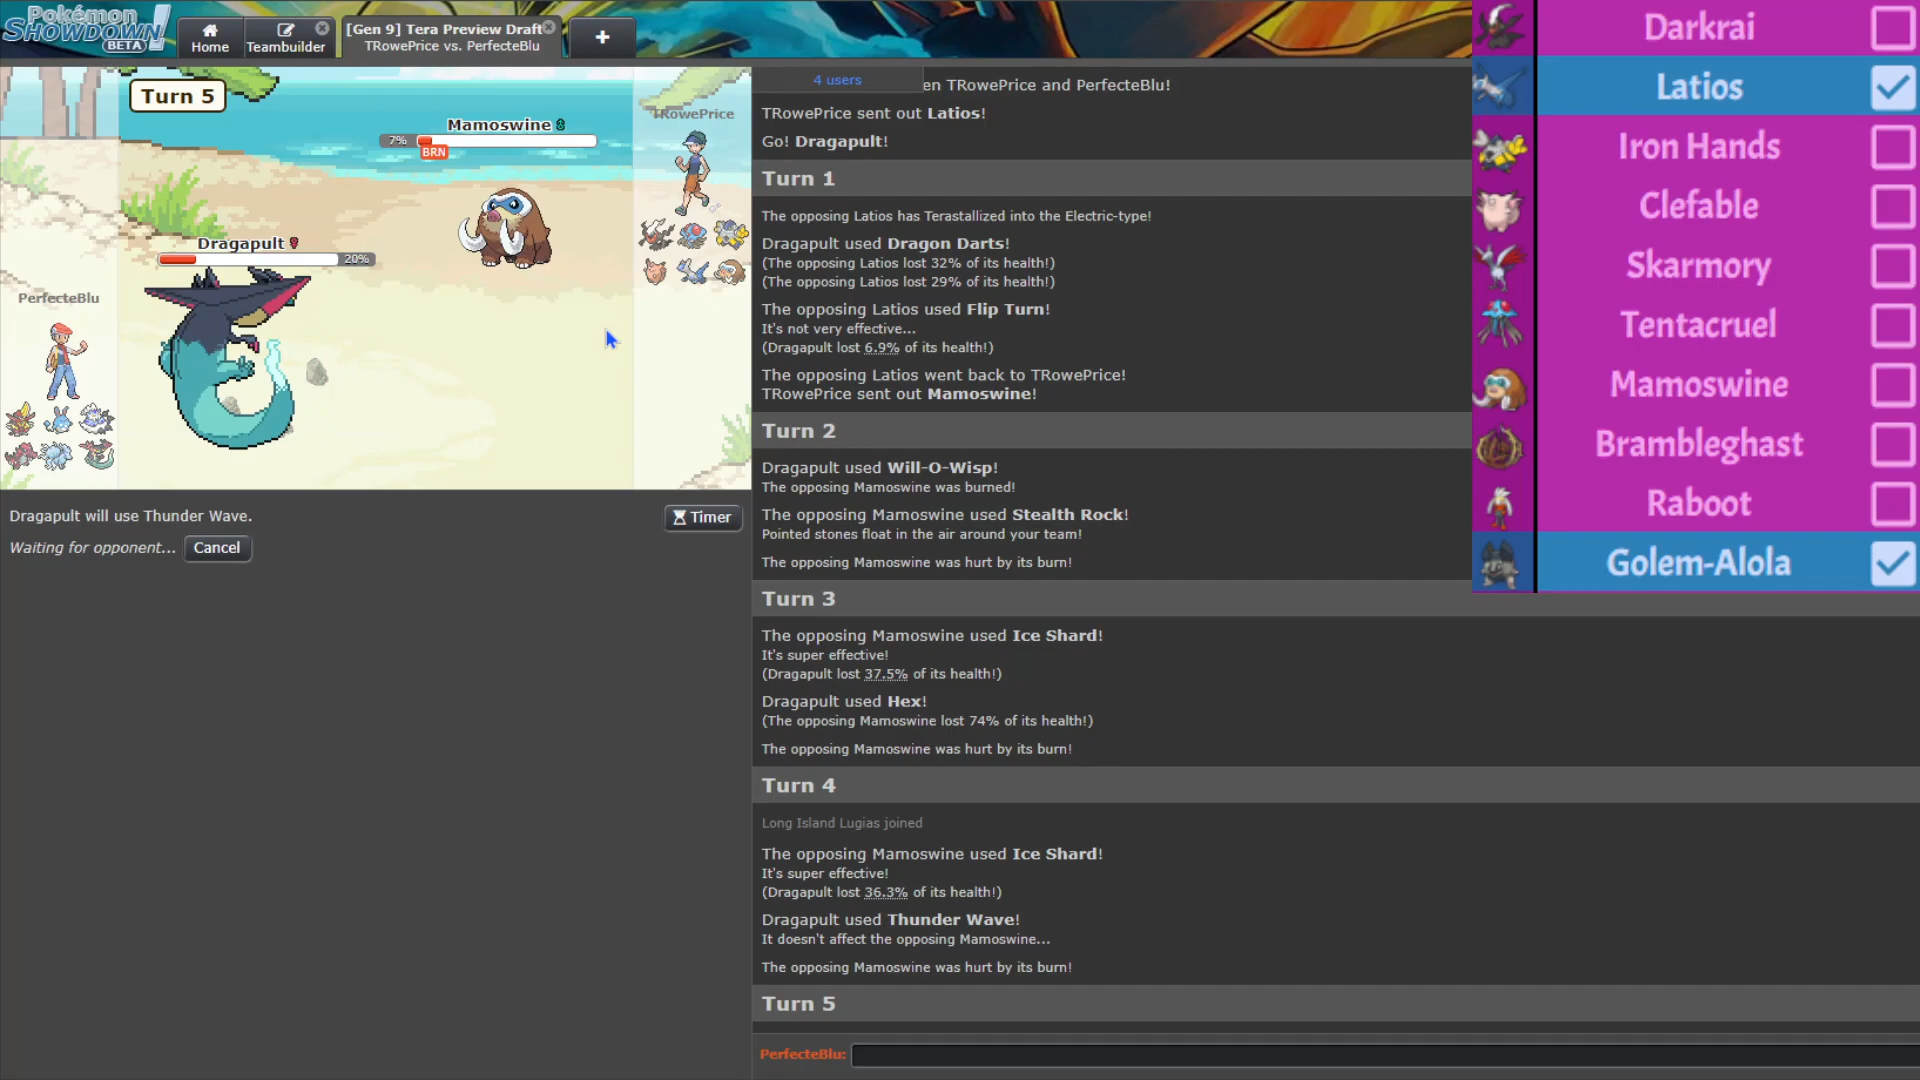 Pokémon
SHOWDOWN!
BETA
Home
Teambuilder
[Gen 9] Tera Preview Draft
TRowePrice vs. PerfecteBlu
+
Turn 5
Mamoswine
7%
BRN
Dragapult
20%
TRowePrice
PerfecteBlu
Dragapult will use Thunder Wave.
Timer
Waiting for opponent...
Cancel
4 users
en TRowePrice and PerfecteBlu!
TRowePrice sent out Latios!
Go! Dragapult!
Turn 1
The opposing Latios has Terastallized into the Electric-type!
Dragapult used Dragon Darts!
(The opposing Latios lost 32% of its health!)
(The opposing Latios lost 29% of its health!)
The opposing Latios used Flip Turn!
It's not very effective...
(Dragapult lost 6.9% of its health!)
The opposing Latios went back to TRowePrice!
TRowePrice sent out Mamoswine!
Turn 2
Dragapult used Will-O-Wisp!
The opposing Mamoswine was burned!
The opposing Mamoswine used Stealth Rock!
Pointed stones float in the air around your team!
The opposing Mamoswine was hurt by its burn!
Turn 3
The opposing Mamoswine used Ice Shard!
It's super effective!
(Dragapult lost 37.5% of its health!)
Dragapult used Hex!
(The opposing Mamoswine lost 74% of its health!)
The opposing Mamoswine was hurt by its burn!
Turn 4
Long Island Lugias joined
The opposing Mamoswine used Ice Shard!
It's super effective!
(Dragapult lost 36.3% of its health!)
Dragapult used Thunder Wave!
It doesn't affect the opposing Mamoswine...
The opposing Mamoswine was hurt by its burn!
Turn 5
PerfecteBlu:
Darkrai
Latios
Iron Hands
Clefable
Skarmory
Tentacruel
Mamoswine
Brambleghast
Raboot
Golem-Alola